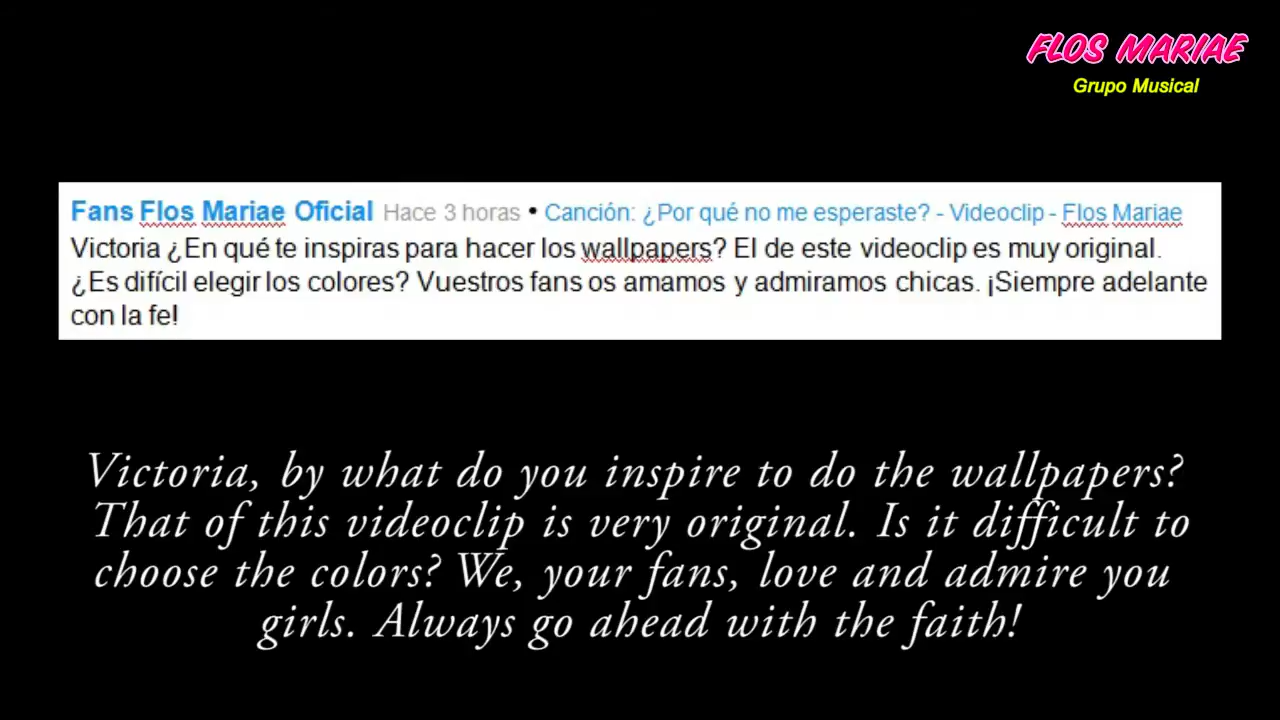 FLOS MARIAE
Grupo Musical
Fans Flos Mariae Oficial Hace 3 horas • Canción: ¿Por qué no me esperaste? - Videoclip - Flos Mariae
Victoria ¿En qué te inspiras para hacer los wallpapers? El de este videoclip es muy original.
¿Es difícil elegir los colores? Vuestros fans os amamos y admiramos chicas. ¡Siempre adelante
con la fe!
Victoria, by what do you inspire to do the wallpapers?
That of this videoclip is very original. Is it difficult to
choose the colors? We, your fans, love and admire you
girls. Always go ahead with the faith!